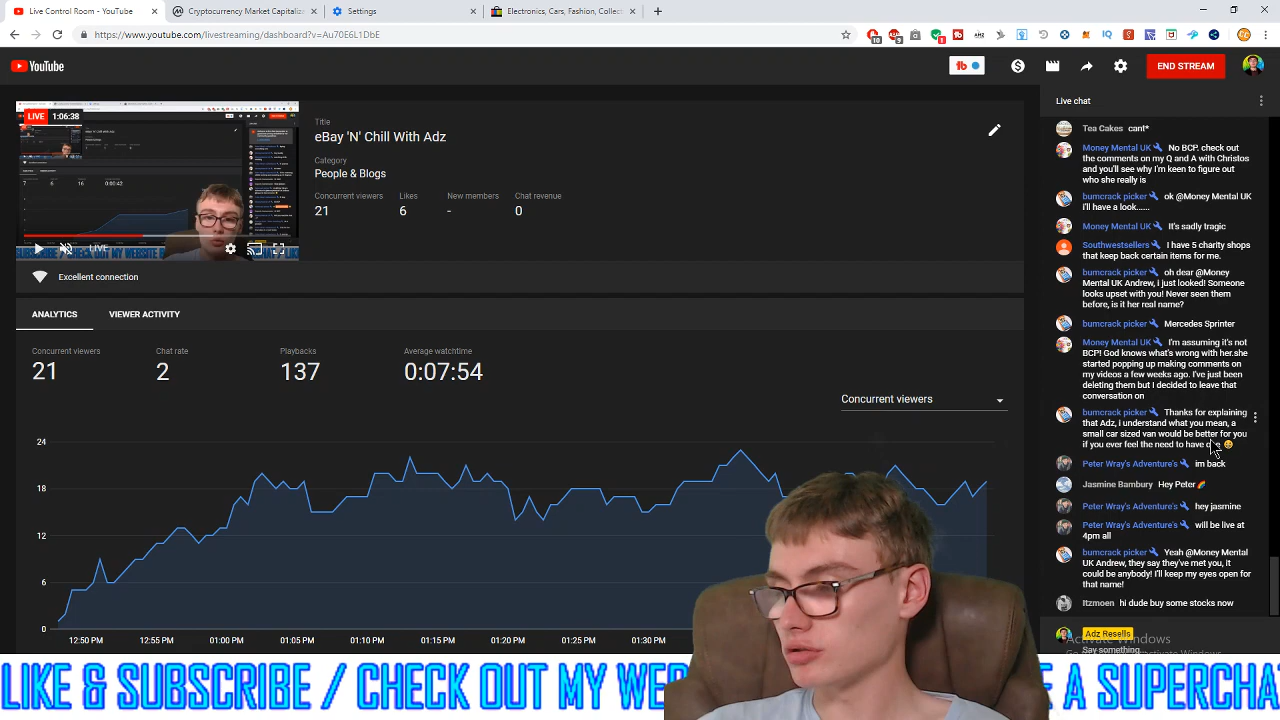 Live Control Room - YouTube
Cryptocurrency Market Capitaliz
Settings
Electronics, Cars, Fashion, Collect
https://www.youtube.com/livestreaming/dashboard?v=Au70E6L1DbE
YouTube
END STREAM
LIVE 1:06:38
LIVE
Title
eBay 'N' Chill With Adz
Category
People & Blogs
Concurrent viewers
21
Likes
6
New members
-
Chat revenue
0
Excellent connection
ANALYTICS
VIEWER ACTIVITY
Concurrent viewers
21
Chat rate
2
Playbacks
137
Average watchtime
0:07:54
Concurrent viewers
24
18
12
6
0
12:50 PM
12:55 PM
01:00 PM
01:05 PM
01:10 PM
01:15 PM
01:20 PM
01:25 PM
01:30 PM
Live chat
Tea Cakes cant*
Money Mental UK No BCP. check out
the comments on my Q and A with Christos
and you'll see why I'm keen to figure out
who she really is
bumcrack picker ok @Money Mental UK
I'll have a look.....
Money Mental UK It's sadly tragic
Southwestsellers I have 5 charity shops
that keep back certain items for me.
bumcrack picker oh dear @Money
Mental UK Andrew, i just looked! Someone
looks upset with you! Never seen them
before, is it her real name?
bumcrack picker Mercedes Sprinter
Money Mental UK I'm assuming it's not
BCP! God knows what's wrong with her.she
started popping up making comments on
my videos a few weeks ago. I've just been
deleting them but I decided to leave that
conversation on
bumcrack picker Thanks for explaining
that Adz, i understand what you mean, a
small car sized van would be better for you
if you ever feel the need to have one
Peter Wray's Adventure's im back
Jasmine Bambury Hey Peter
Peter Wray's Adventure's hey jasmine
Peter Wray's Adventure's will be live at
4pm all
bumcrack picker Yeah @Money Mental
UK Andrew, they say they've met you, it
could be anybody! I'll keep my eyes open for
that name!
Itzmoen hi dude buy some stocks now
Adz Resells
Activate Windows
Say something...
LIKE & SUBSCRIBE / CHECK OUT MY WE
E A SUPERCHA